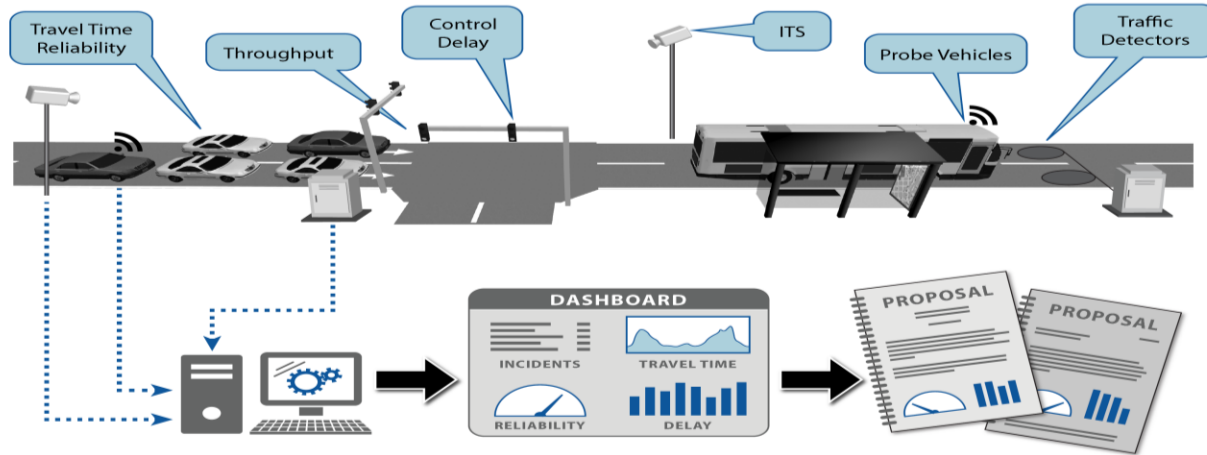 Travel Time
Reliability
Throughput
Control
Delay
ITS
Probe Vehicles
Traffic
Detectors
DASHBOARD
INCIDENTS
TRAVEL TIME
RELIABILITY
DELAY
PROPOSAL
PROPOSAL